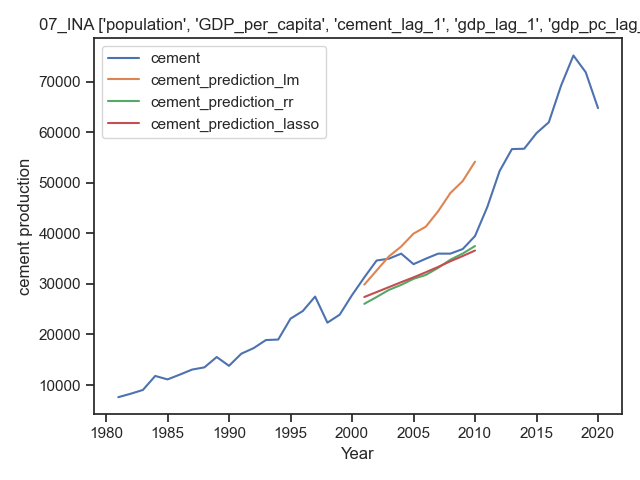 07_INA ['population', 'GDP_per_capita', 'cement_lag_1', 'gdp_lag_1', 'gdp_pc_lag_
cement
cement_prediction_lm
cement_prediction_rr
cement_prediction_lasso
cement production
70000
60000
50000
40000
30000
20000
10000
1980 1985 1990 1995 2000 2005 2010 2015 2020
Year